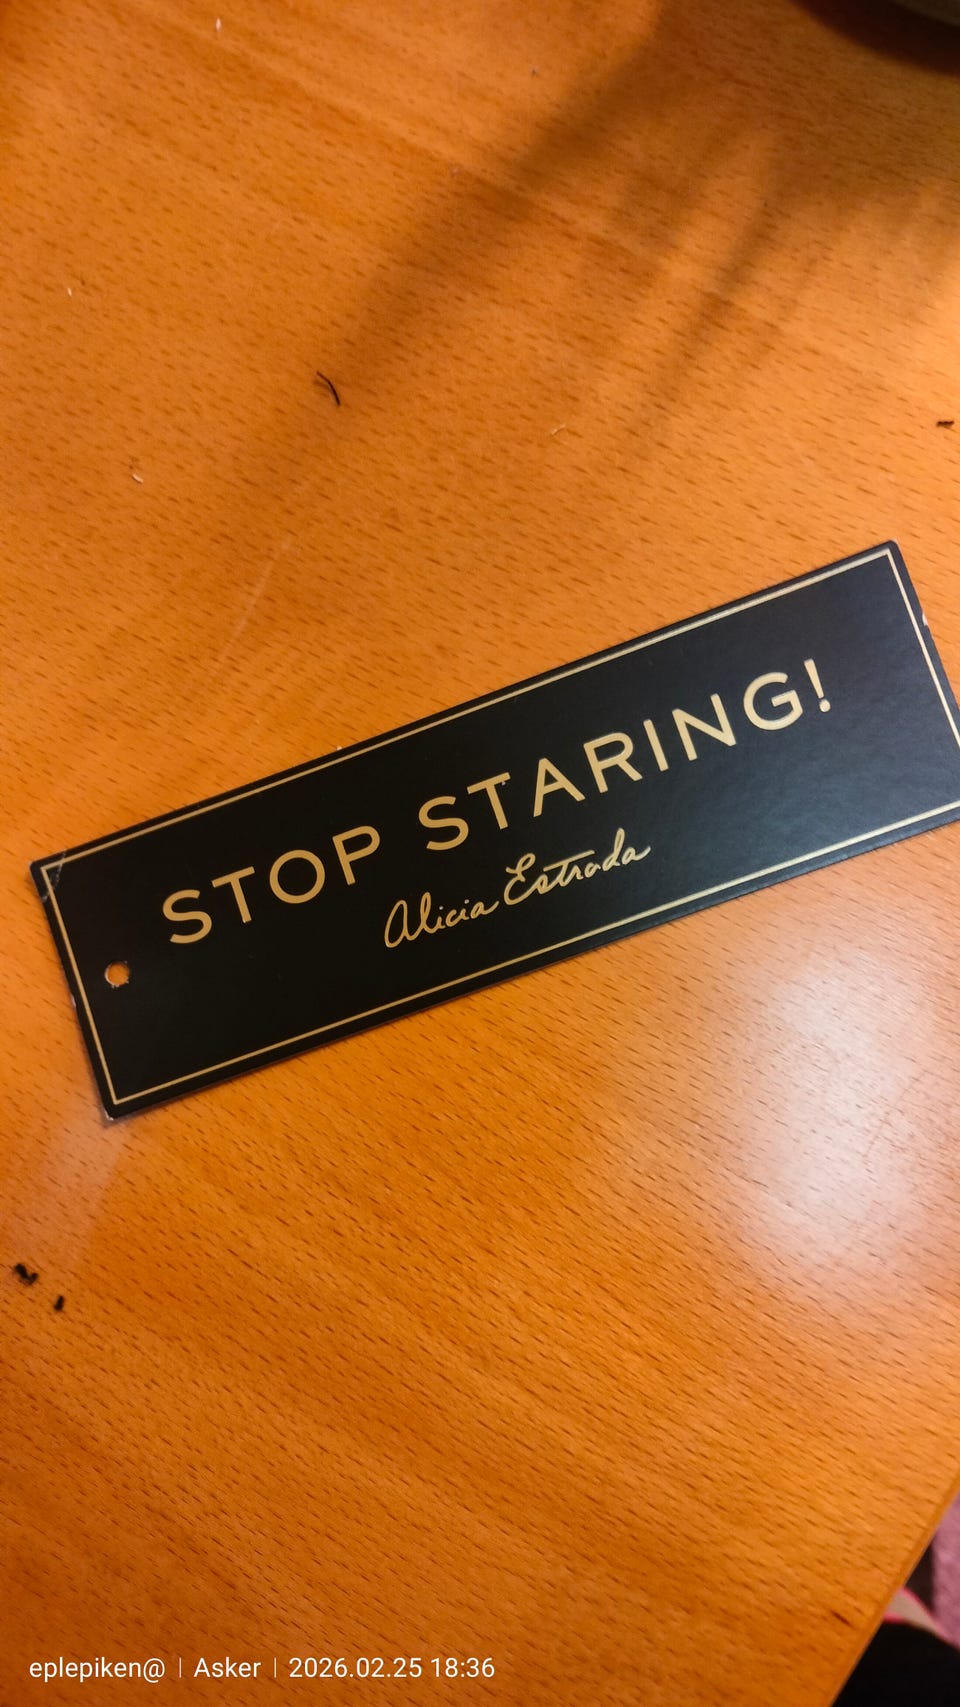 STOP STARING!
Alicia Estrada
eplepiken@ | Asker | 2026.02.25 18:36